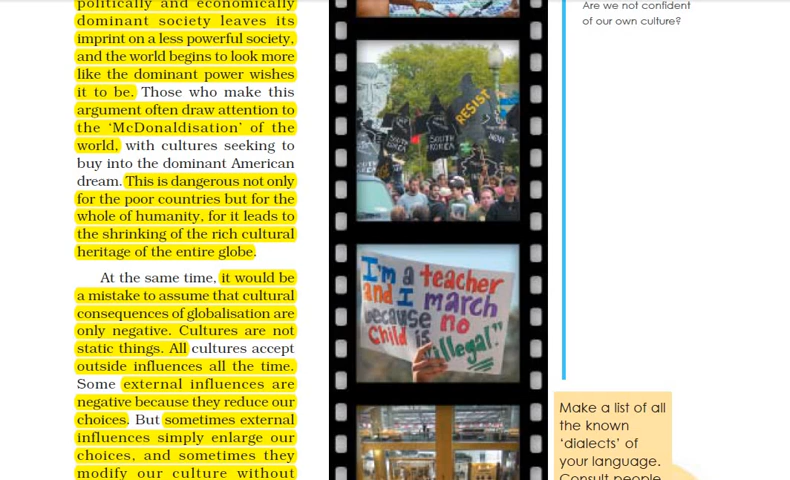 politically and economically
dominant society leaves its
imprint on a less powerful society,
and the world begins to look more
like the dominant power wishes
it to be. Those who make this
argument often draw attention to
the ‘McDonaldisation’ of the
world, with cultures seeking to
buy into the dominant American
dream. This is dangerous not only
for the poor countries but for the
whole of humanity, for it leads to
the shrinking of the rich cultural
heritage of the entire globe.
At the same time, it would be
a mistake to assume that cultural
consequences of globalisation are
only negative. Cultures are not
static things. All cultures accept
outside influences all the time.
Some external influences are
negative because they reduce our
choices. But sometimes external
influences simply enlarge our
choices, and sometimes they
modify our culture without
RESIST
SOUTH
KOREA
SOUTH
KOREA
I'm a teacher
and I march
because no
child is
illegal."
Are we not confident
of our own culture?
Make a list of all
the known
‘dialects’ of
your language.
Consult people